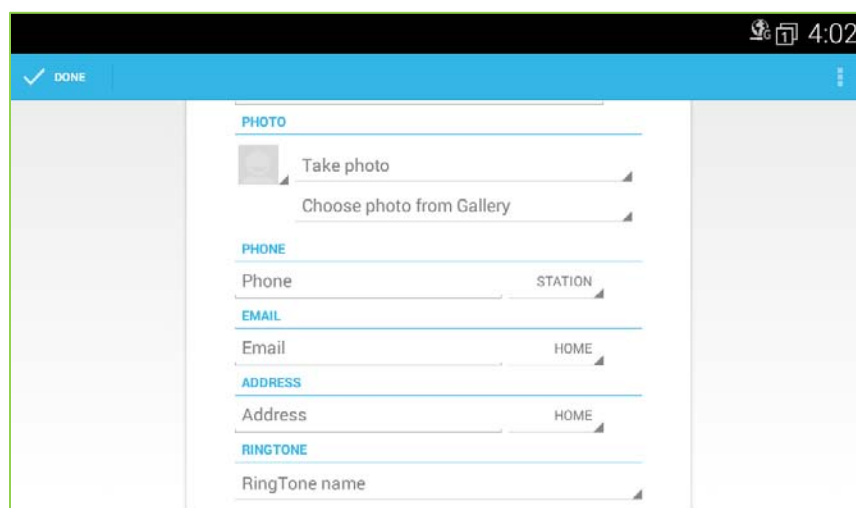 G 1 4:02
DONE
PHOTO
Take photo
Choose photo from Gallery
PHONE
Phone STATION
EMAIL
Email HOME
ADDRESS
Address HOME
RINGTONE
RingTone name